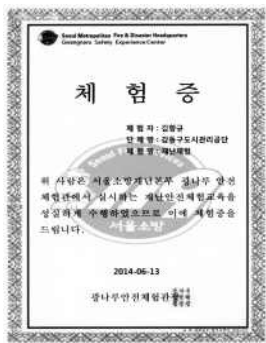 Seoul Metropolitan Fire & Disaster Headquarters
Gwangnaru Safety Experience Center
체 험 증
체 험 자 : 김향규
단 체 명 : 강동구도시관리공단
체 험 명 : 재난체험
위 사람은 서울소방재난본부 광나루 안전
체험관에서 실시하는 재난안전체험교육을
성실하게 수행하였으므로 이에 체험증을
드립니다.
서울소방
2014-06-13
광나루안전체험관장